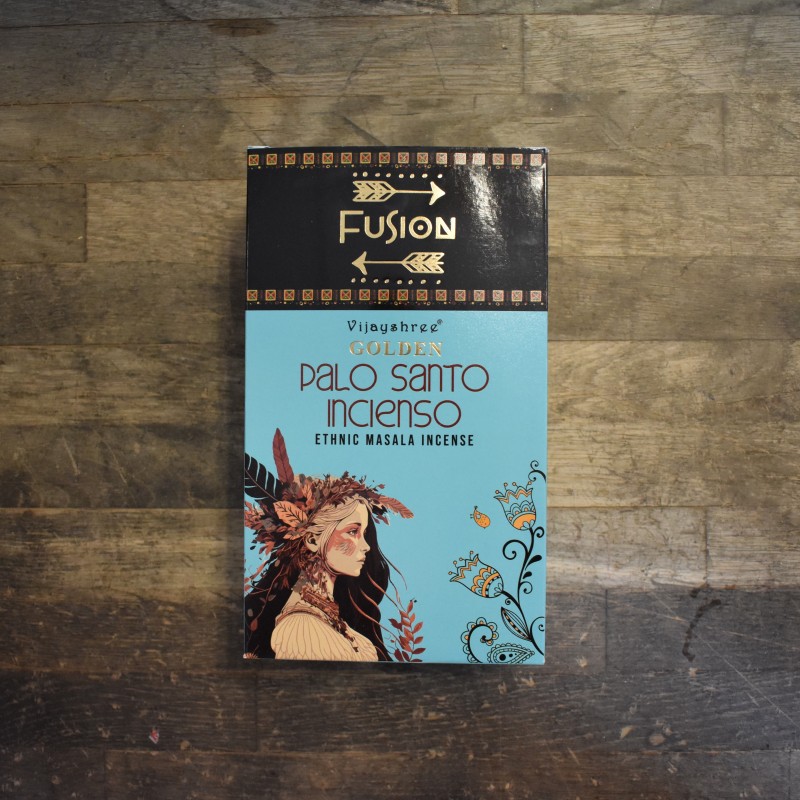 FUSION
Vijayshree®
GOLDEN
PALO SANTO
INCIENSO
ETHNIC MASALA INCENSE